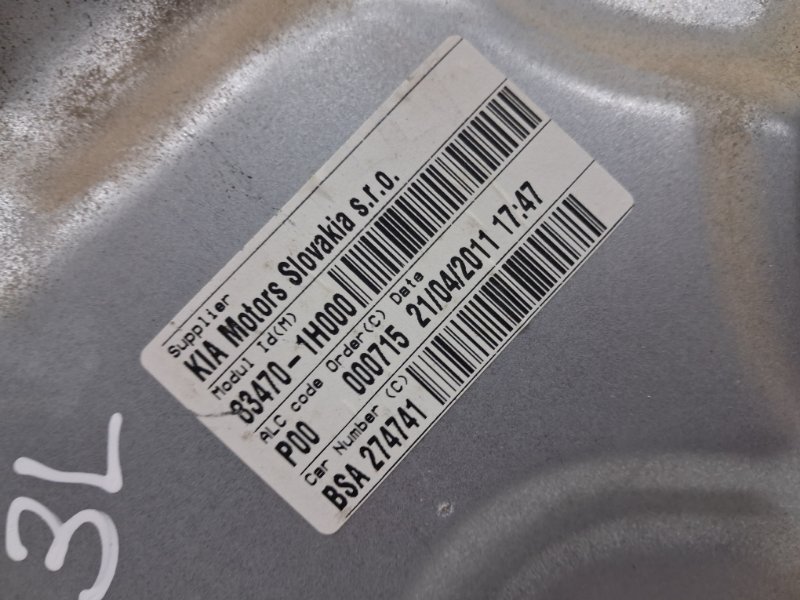 Supplier
KIA Motors Slovakia s.r.o.
Modul Id(M)
83470-1H000
ALC code Order(C) Date
P00 000715 21/04/2011 17:47
Car Number (C)
BSA 274741
3L